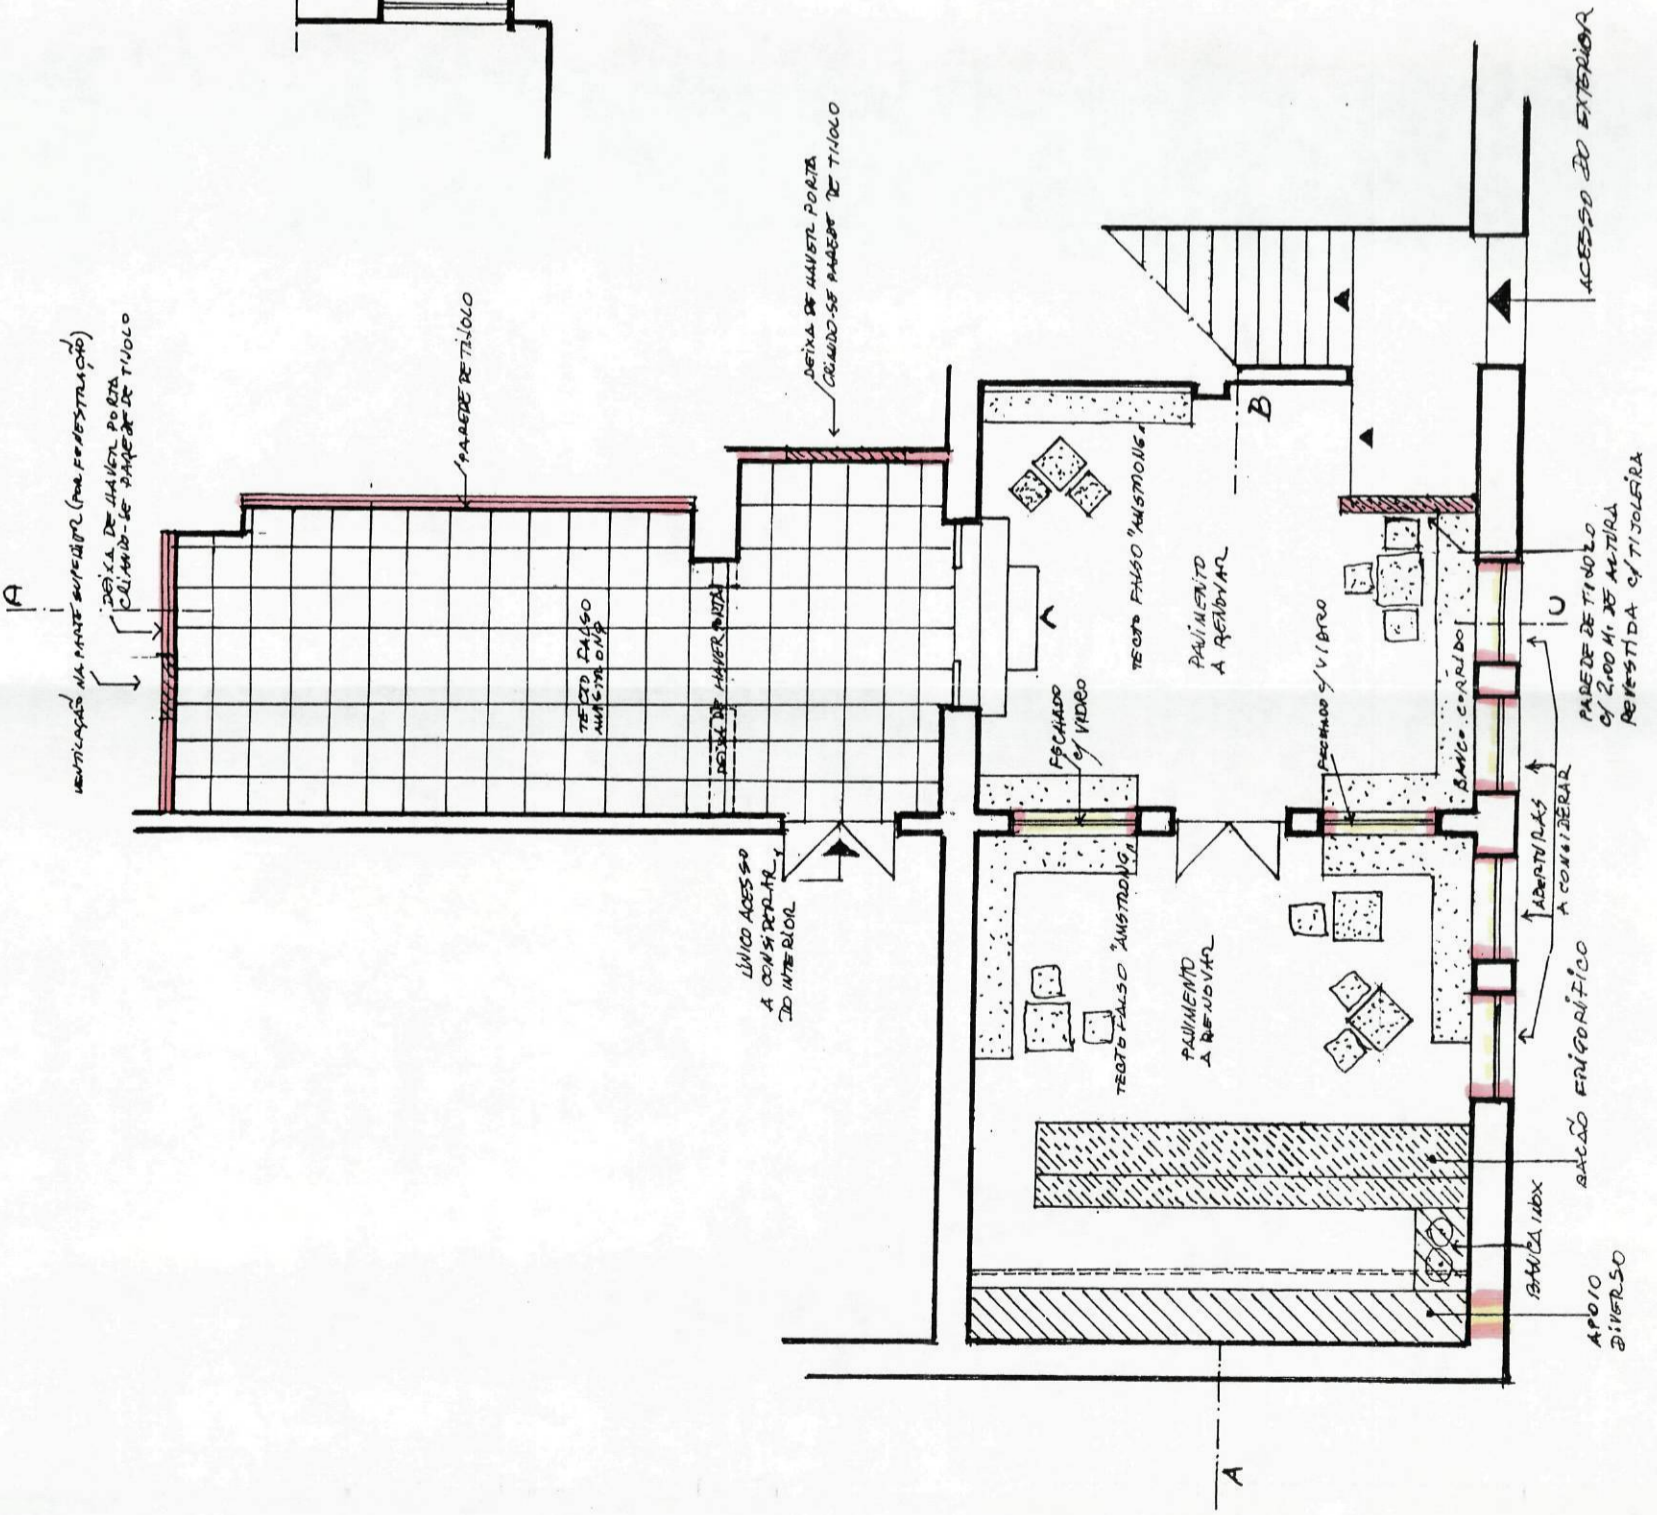 A
VENTILAÇÃO NA PARTE SUPERIOR (POR FENESTRAÇÃO)
DEIXA DE HAVER PORTA
CRIANDO-SE PAREDE DE TIJOLO
PAREDE DE TIJOLO
DEIXA DE HAVER PORTA
CRIANDO-SE PAREDE DE TIJOLO
TECTO FALSO
"AMSTRONG"
DEIXA DE HAVER PORTA
ÚNICO ACESSO
A CONSIDERAR
DO INTERIOR
TECTO FALSO "AMSTRONG"
PAVIMENTO
A RENOVAR
B
FECHADO
C/ VIDRO
FECHADO C/ VIDRO
BANCO CORRIDO
C
TECTO FALSO "AMSTRONG"
PAVIMENTO
A RENOVAR
ACESSO DO EXTERIOR
PAREDE DE TIJOLO
C/ 2.00 M. DE ALTURA
REVESTIDA C/ TIJOLEIRA
ABERTURAS
A CONSIDERAR
BALCÃO FRIGORÍFICO
BANCA INOX
APOIO
DIVERSO
A